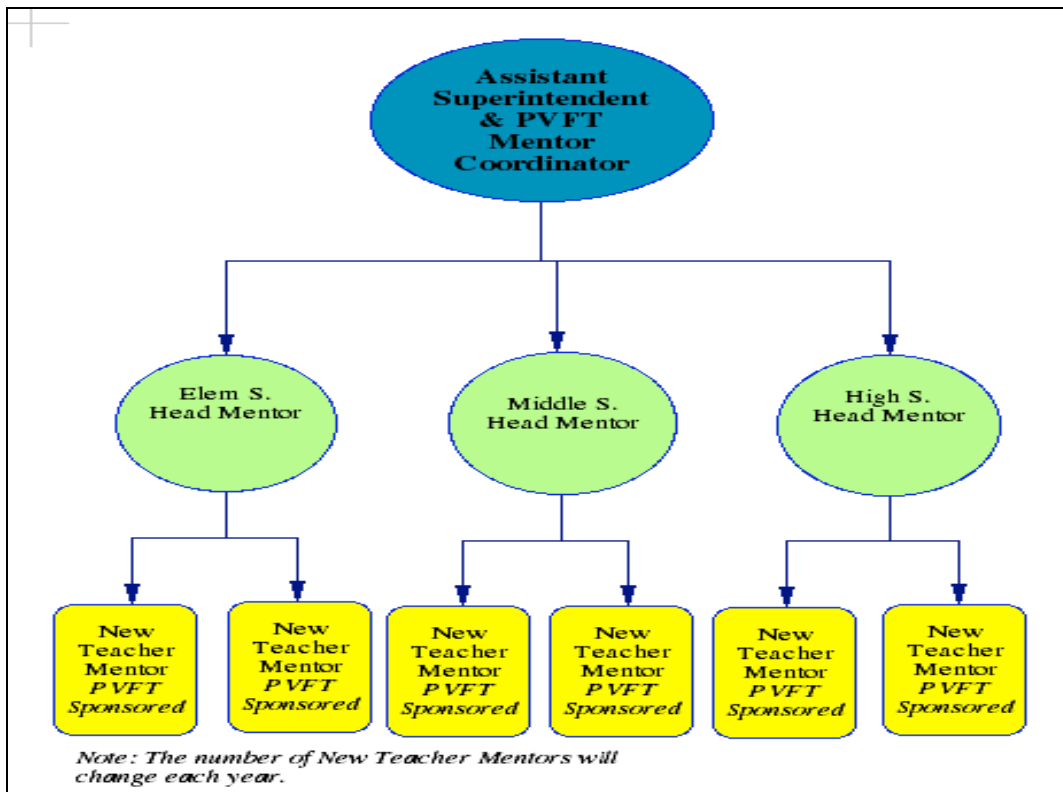 Assistant
Superintendent
& PVFT
Mentor
Coordinator
Elem S.
Head Mentor
Middle S.
Head Mentor
High S.
Head Mentor
New
Teacher
Mentor
PVFT
Sponsored
New
Teacher
Mentor
PVFT
Sponsored
New
Teacher
Mentor
PVFT
Sponsored
New
Teacher
Mentor
PVFT
Sponsored
New
Teacher
Mentor
PVFT
Sponsored
New
Teacher
Mentor
PVFT
Sponsored
Note: The number of New Teacher Mentors will
change each year.